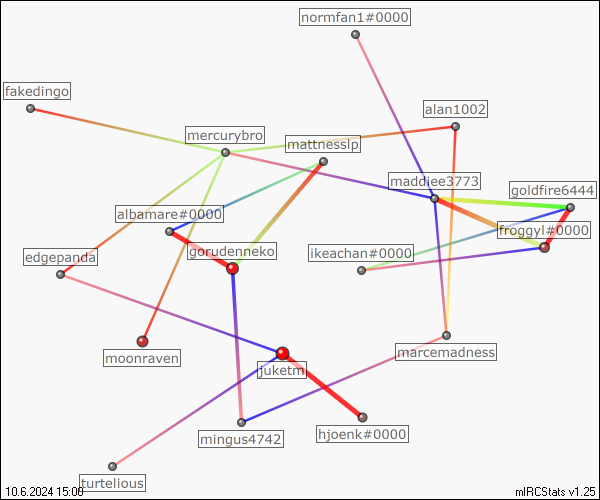 normfan1#0000
fakedingo
alan1002
mercurybro
mattnesslp
maddiee3773
goldfire6444
albamare#0000
froggyl#0000
gorudenneko
ikeachan#0000
edgepanda
moonraven
marcemadness
juketm
mingus4742
hjoenk#0000
turtelious
10.6.2024 15:00
mIRCStats v1.25